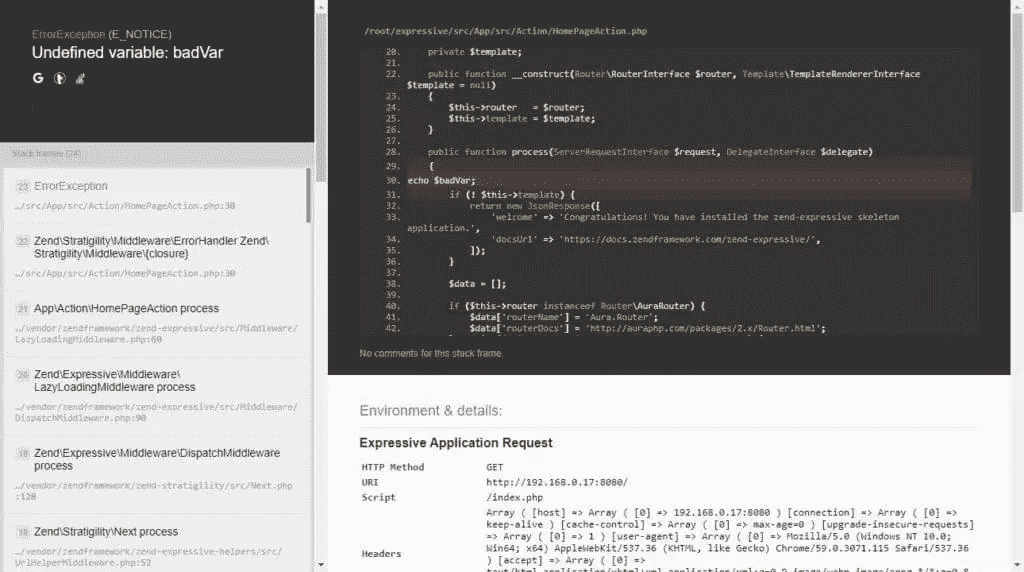 ErrorException (E_NOTICE)
Undefined variable: badVar
Stack frames (24)
23 ErrorException
…/src/App/src/Action/HomePageAction.php:30
22 Zend\Stratigility\Middleware\ErrorHandler Zend\
Stratigility\Middleware\{closure}
…/src/App/src/Action/HomePageAction.php:30
21 App\Action\HomePageAction process
…/vendor/zendframework/zend-expressive/src/Middleware/
LazyLoadingMiddleware.php:60
20 Zend\Expressive\Middleware\
LazyLoadingMiddleware process
…/vendor/zendframework/zend-expressive/src/Middleware/
DispatchMiddleware.php:90
19 Zend\Expressive\Middleware\DispatchMiddleware
process
…/vendor/zendframework/zend-stratigility/src/Next.php
:128
18 Zend\Stratigility\Next process
…/vendor/zendframework/zend-expressive-helpers/src/
UrlHelperMiddleware.php:52
/root/expressive/src/App/src/Action/HomePageAction.php
20. private $template;
21.
22. public function __construct(Router\RouterInterface $router, Template\TemplateRendererInterface
$template = null)
23. {
24. $this->router = $router;
25. $this->template = $template;
26. }
27.
28. public function process(ServerRequestInterface $request, DelegateInterface $delegate)
29. {
30. echo $badVar;
31. if (! $this->template) {
32. return new JsonResponse([
33. 'welcome' => 'Congratulations! You have installed the zend-expressive skeleton
application.',
34. 'docsUrl' => 'https://docs.zendframework.com/zend-expressive/',
35. ]);
36. }
37.
38. $data = [];
39.
40. if ($this->router instanceof Router\AuraRouter) {
41. $data['routerName'] = 'Aura.Router';
42. $data['routerDocs'] = 'http://auraphp.com/packages/2.x/Router.html';
No comments for this stack frame.
Environment & details:
Expressive Application Request
HTTP Method GET
URI http://192.168.0.17:8080/
Script /index.php
Array ( [host] => Array ( [0] => 192.168.0.17:8080 ) [connection] => Array ( [0] =>
keep-alive ) [cache-control] => Array ( [0] => max-age=0 ) [upgrade-insecure-requests]
=> Array ( [0] => 1 ) [user-agent] => Array ( [0] => Mozilla/5.0 (Windows NT 10.0;
Headers Win64; x64) AppleWebKit/537.36 (KHTML, like Gecko) Chrome/59.0.3071.115 Safari/537.36
) [accept] => Array ( [0] =>